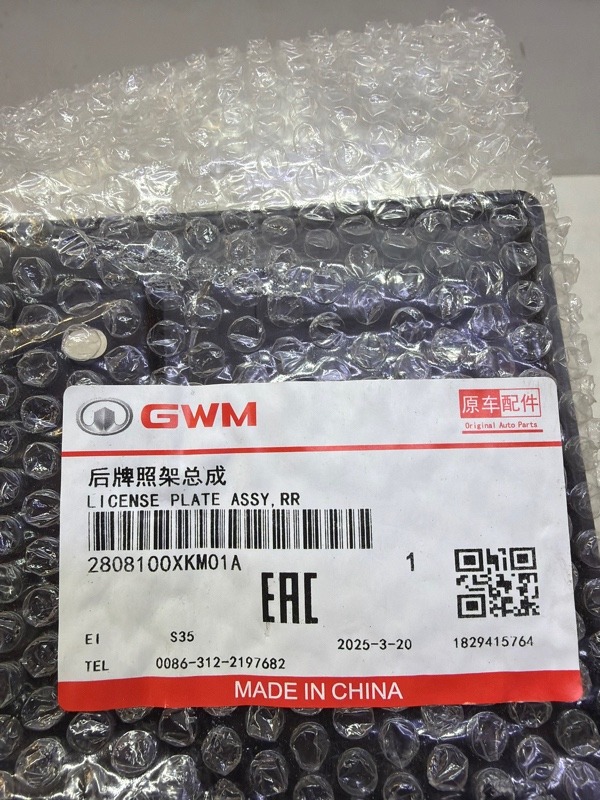 GWM
原车配件
Original Auto Parts
后牌照架总成
LICENSE PLATE ASSY,RR
2808100XKM01A 1
EAC
EI S35 2025-3-20 1829415764
TEL 0086-312-2197682
MADE IN CHINA